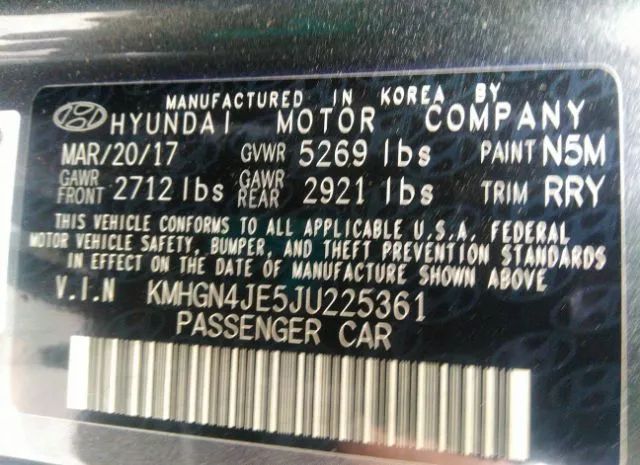 MANUFACTURED IN KOREA BY
HYUNDAI MOTOR COMPANY
MAR/20/17 GVWR 5269 lbs PAINT N5M
GAWR FRONT 2712 lbs GAWR REAR 2921 lbs TRIM RRY
THIS VEHICLE CONFORMS TO ALL APPLICABLE U.S.A. FEDERAL
MOTOR VEHICLE SAFETY, BUMPER, AND THEFT PREVENTION STANDARDS
IN EFFECT ON THE DATE OF MANUFACTURE SHOWN ABOVE.
V.I.N KMHGN4JE5JU225361
PASSENGER CAR